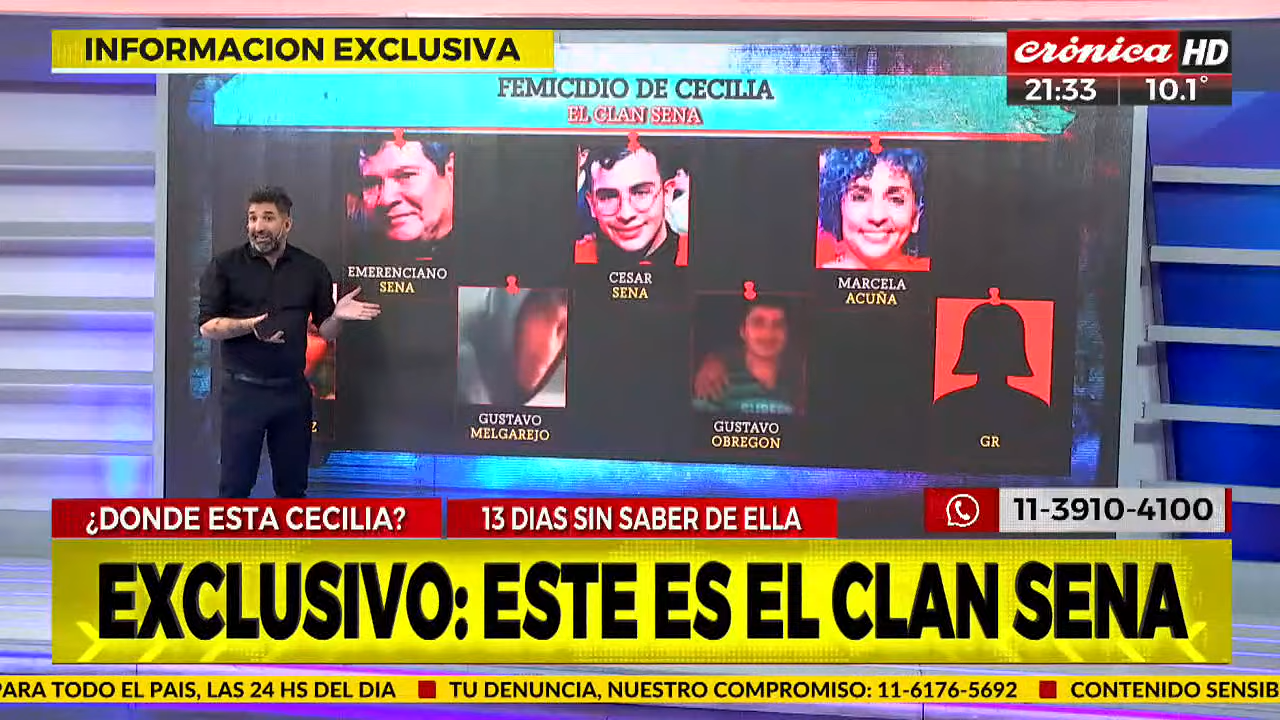 INFORMACION EXCLUSIVA
crónica HD
21:33 10.1°
FEMICIDIO DE CECILIA
EL CLAN SENA
EMERENCIANO
SENA
CESAR
SENA
MARCELA
ACUÑA
Z
GUSTAVO
MELGAREJO
GUSTAVO
OBREGON
GR
¿DONDE ESTA CECILIA? 13 DIAS SIN SABER DE ELLA
11-3910-4100
EXCLUSIVO: ESTE ES EL CLAN SENA
PARA TODO EL PAIS, LAS 24 HS DEL DIA TU DENUNCIA, NUESTRO COMPROMISO: 11-6176-5692 CONTENIDO SENSIB